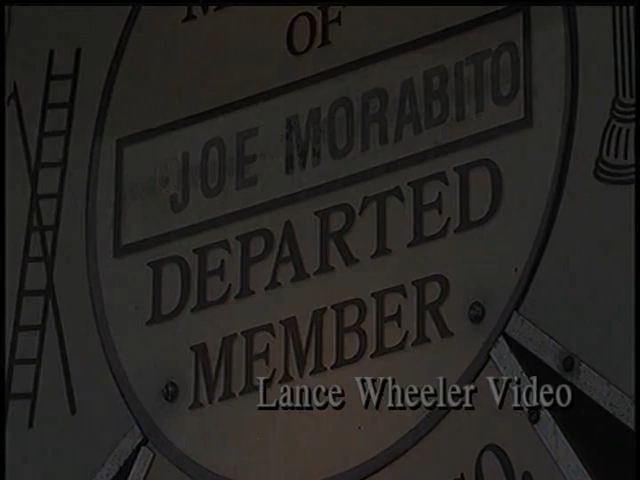 OF
JOE MORABITO
DEPARTED
MEMBER
Lance Wheeler Video